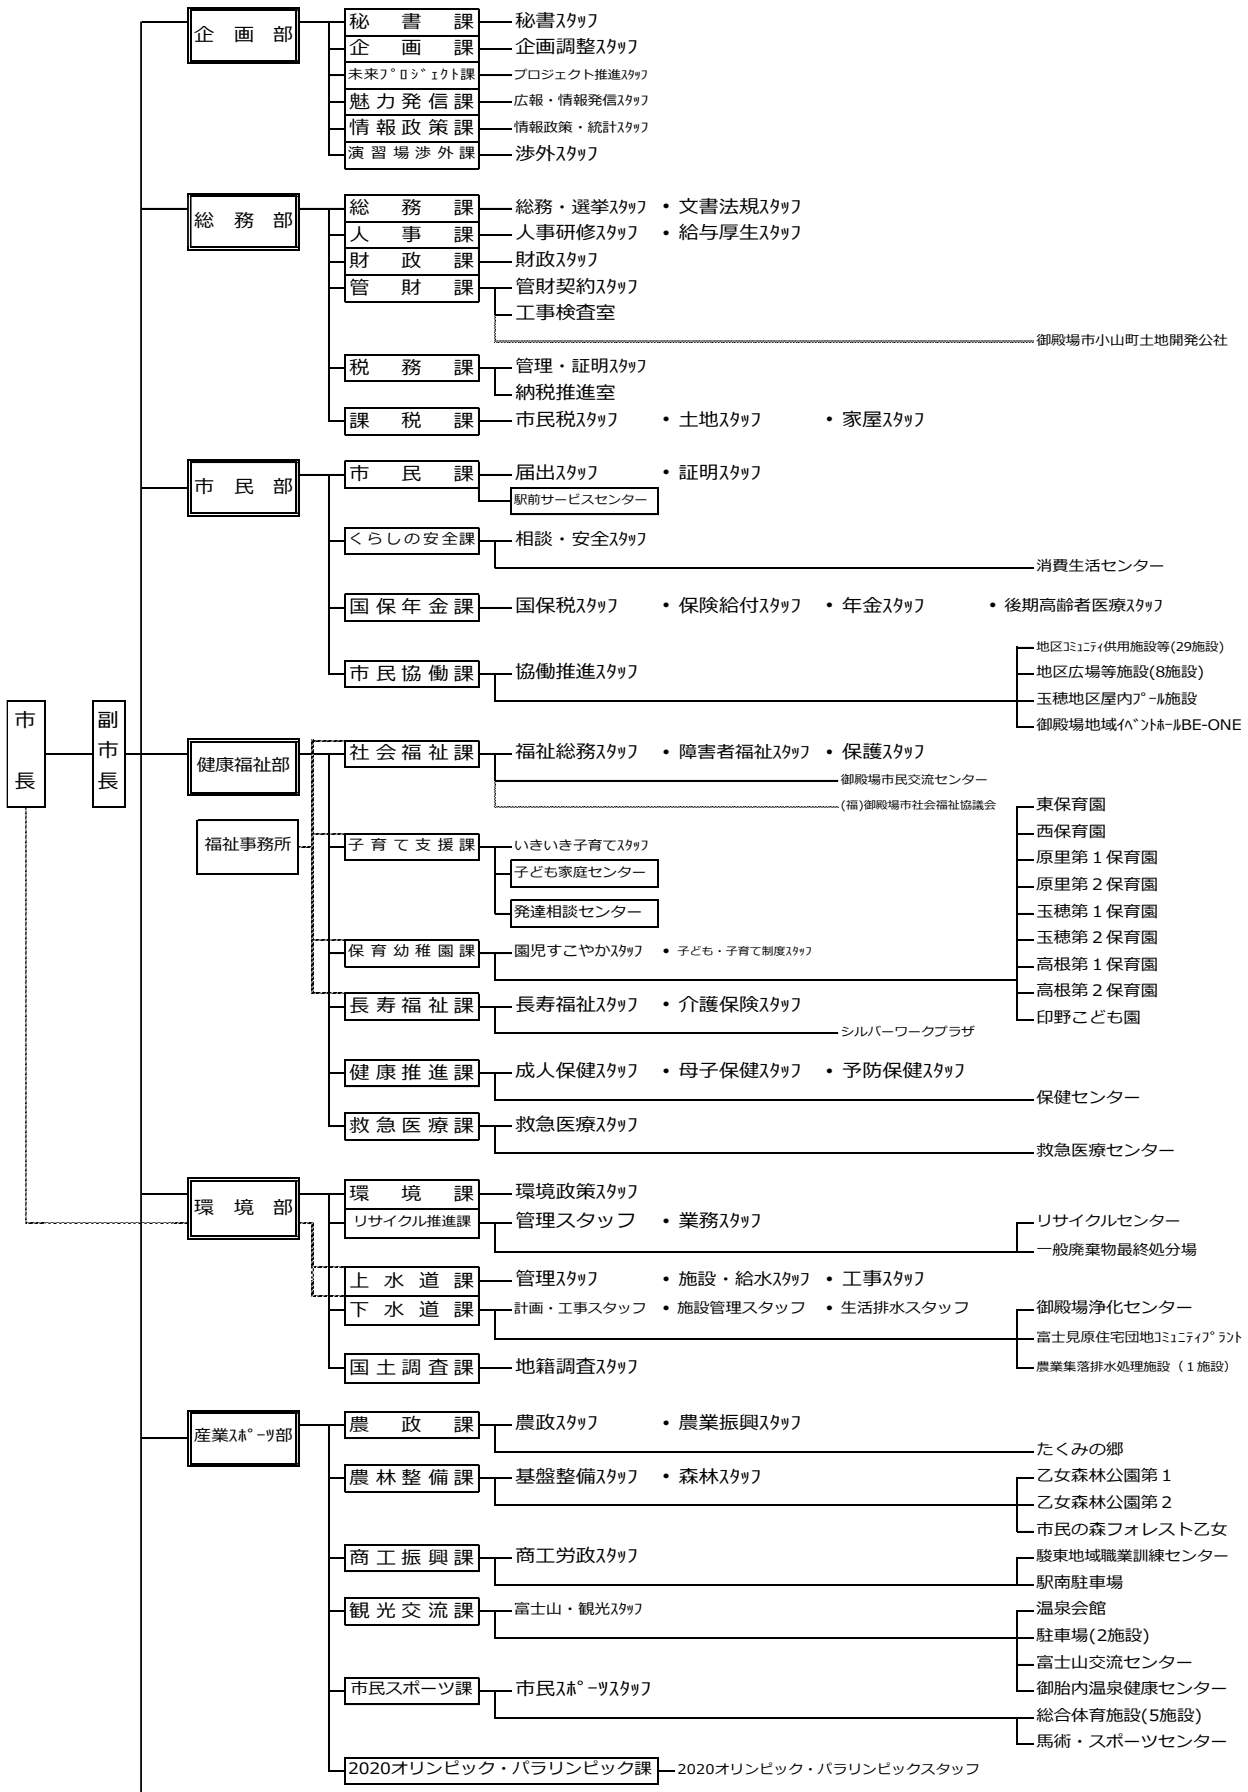 企画部
秘書課 秘書ｽﾀｯﾌ
企画課 企画調整ｽﾀｯﾌ
未来ﾌﾟﾛｼﾞｪｸﾄ課 プロジェクト推進ｽﾀｯﾌ
魅力発信課 広報・情報発信ｽﾀｯﾌ
情報政策課 情報政策・統計ｽﾀｯﾌ
演習場渉外課 渉外ｽﾀｯﾌ
総務部
総務課 総務・選挙ｽﾀｯﾌ ・文書法規ｽﾀｯﾌ
人事課 人事研修ｽﾀｯﾌ ・給与厚生ｽﾀｯﾌ
財政課 財政ｽﾀｯﾌ
管財課 管財契約ｽﾀｯﾌ
工事検査室
御殿場市小山町土地開発公社
税務課 管理・証明ｽﾀｯﾌ
納税推進室
課税課 市民税ｽﾀｯﾌ ・土地ｽﾀｯﾌ ・家屋ｽﾀｯﾌ
市民部
市民課 届出ｽﾀｯﾌ ・証明ｽﾀｯﾌ
駅前サービスセンター
くらしの安全課 相談・安全ｽﾀｯﾌ
消費生活センター
国保年金課 国保税ｽﾀｯﾌ ・保険給付ｽﾀｯﾌ ・年金ｽﾀｯﾌ ・後期高齢者医療ｽﾀｯﾌ
地区ｺﾐｭﾆﾃｨ供用施設等(29施設)
市民協働課 協働推進ｽﾀｯﾌ 地区広場等施設(8施設)
玉穂地区屋内ﾌﾟｰﾙ施設
御殿場地域ｲﾍﾞﾝﾄﾎｰﾙBE-ONE
市長
副市長
健康福祉部
社会福祉課 福祉総務ｽﾀｯﾌ ・障害者福祉ｽﾀｯﾌ ・保護ｽﾀｯﾌ
御殿場市民交流センター
(福)御殿場市社会福祉協議会
福祉事務所
子育て支援課 いきいき子育てｽﾀｯﾌ
子ども家庭センター
発達相談センター
保育幼稚園課 園児すこやかｽﾀｯﾌ ・子ども・子育て制度ｽﾀｯﾌ
東保育園
西保育園
原里第１保育園
原里第２保育園
玉穂第１保育園
玉穂第２保育園
高根第１保育園
高根第２保育園
印野こども園
長寿福祉課 長寿福祉ｽﾀｯﾌ ・介護保険ｽﾀｯﾌ
シルバーワークプラザ
健康推進課 成人保健ｽﾀｯﾌ ・母子保健ｽﾀｯﾌ ・予防保健ｽﾀｯﾌ
保健センター
救急医療課 救急医療ｽﾀｯﾌ
救急医療センター
環境部
環境課 環境政策ｽﾀｯﾌ
リサイクル推進課 管理スタッフ ・業務ｽﾀｯﾌ リサイクルセンター
一般廃棄物最終処分場
上水道課 管理ｽﾀｯﾌ ・施設・給水ｽﾀｯﾌ ・工事ｽﾀｯﾌ
下水道課 計画・工事スタッフ ・施設管理スタッフ ・生活排水スタッフ 御殿場浄化センター
富士見原住宅団地ｺﾐｭﾆﾃｨﾌﾟﾗﾝﾄ
農業集落排水処理施設（１施設）
国土調査課 地籍調査ｽﾀｯﾌ
産業ｽﾎﾟｰﾂ部
農政課 農政ｽﾀｯﾌ ・農業振興ｽﾀｯﾌ
たくみの郷
農林整備課 基盤整備ｽﾀｯﾌ ・森林ｽﾀｯﾌ 乙女森林公園第１
乙女森林公園第２
市民の森フォレスト乙女
商工振興課 商工労政ｽﾀｯﾌ 駿東地域職業訓練センター
駅南駐車場
観光交流課 富士山・観光ｽﾀｯﾌ 温泉会館
駐車場(2施設)
富士山交流センター
御胎内温泉健康センター
市民スポーツ課 市民ｽﾎﾟｰﾂｽﾀｯﾌ
総合体育施設(5施設)
馬術・スポーツセンター
2020オリンピック・パラリンピック課 2020オリンピック・パラリンピックスタッフ